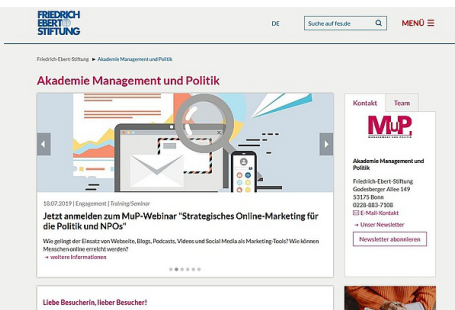 FRIEDRICH
EBERT
STIFTUNG
DE
Suche auf fes.de
MENÜ
Friedrich-Ebert-Stiftung ► Akademie Management und Politik
Akademie Management und Politik
18.07.2019 | Engagement | Training/Seminar
Jetzt anmelden zum MuP-Webinar "Strategisches Online-Marketing für
die Politik und NPOs"
Wie gelingt der Einsatz von Webseite, Blogs, Podcasts, Videos und Social Media als Marketing-Tools? Wie können
Menschen online erreicht werden?
→ weitere Informationen
Kontakt
Team
MuP
MANAGEMENT UND POLITIK
Akademie Management und
Politik
Friedrich-Ebert-Stiftung
Godesberger Allee 149
53175 Bonn
0228-883-7108
E-Mail-Kontakt
→ Unser Newsletter
Newsletter abonnieren
Liebe Besucherin, lieber Besucher!